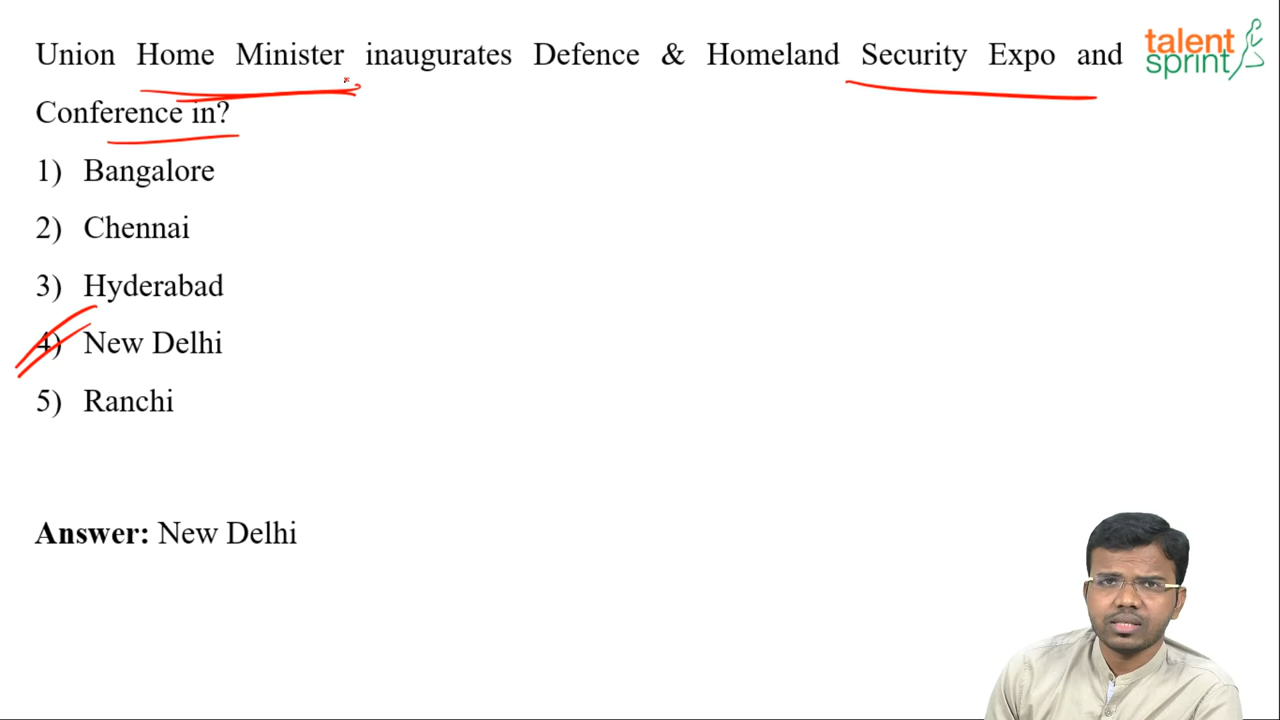 Union Home Minister inaugurates Defence & Homeland Security Expo and
Conference in?
1) Bangalore
2) Chennai
3) Hyderabad
4) New Delhi
5) Ranchi
Answer: New Delhi
talent
sprint